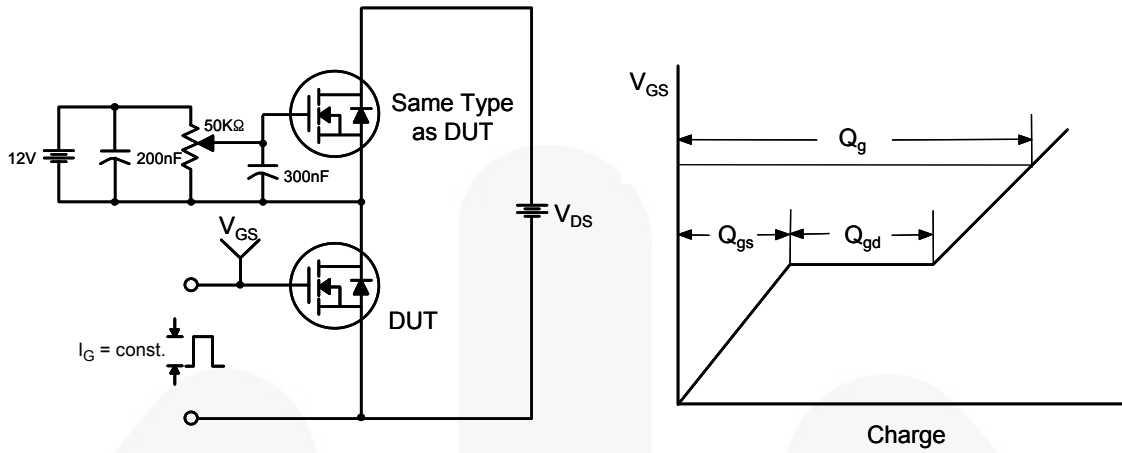 Same Type
as DUT
50KΩ
12V
200nF
300nF
V_GS
V_DS
DUT
I_G = const.
V_GS
Q_g
Q_gs
Q_gd
Charge